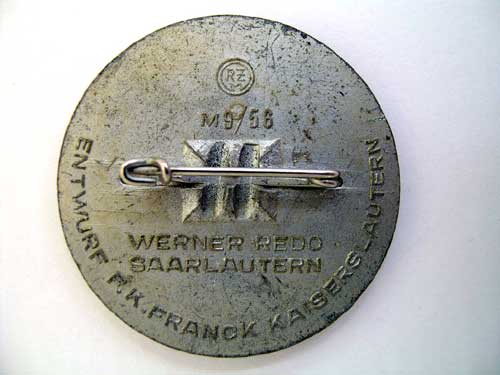 RZ
M9/56
WERNER REDO
SAARLAUTERN
ENTWURF P.K. FRANCK KAISERSLAUTERN